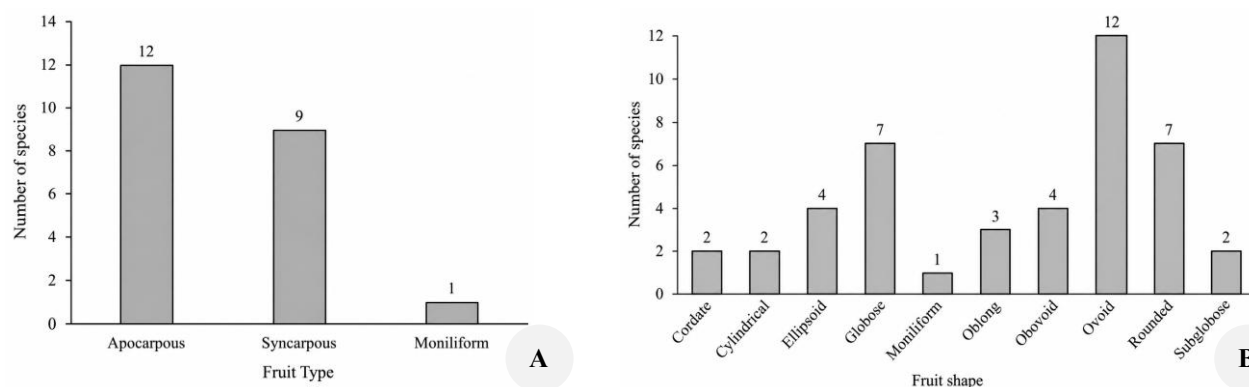 14
12
10
8
6
4
2
0
Number of species
12
9
1
Apocarpous Syncarpous Moniliform
Fruit Type
A
12
10
8
6
4
2
0
Number of species
2 2 4 7 1 3 4 12 7 2
Cordate
Cylindrical
Ellipsoid
Globose
Moniliform
Oblong
Obovoid
Ovoid
Rounded
Subglobose
Fruit shape
B